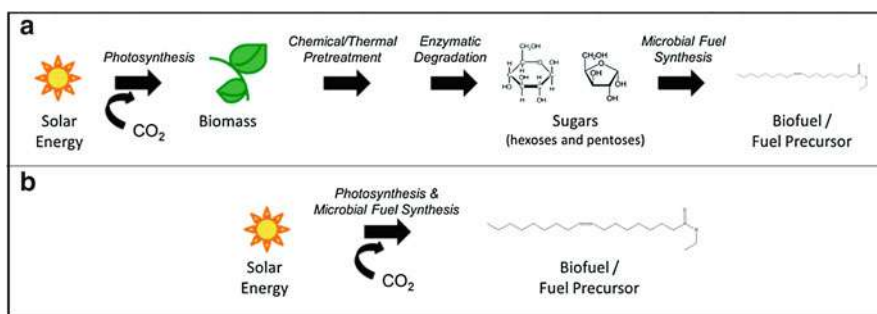 a
Photosynthesis
Chemical/Thermal
Pretreatment
Enzymatic
Degradation
Microbial Fuel
Synthesis
Solar
Energy
CO2
Biomass
Sugars
(hexoses and pentoses)
Biofuel /
Fuel Precursor
b
Photosynthesis &
Microbial Fuel Synthesis
Solar
Energy
CO2
Biofuel /
Fuel Precursor